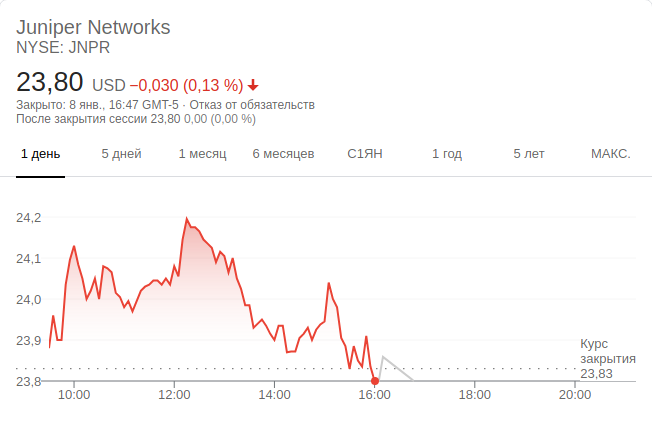 Juniper Networks
NYSE: JNPR
23,80 USD −0,030 (0,13 %)
Закрыто: 8 янв., 16:47 GMT-5 · Отказ от обязательств
После закрытия сессии 23,80 0,00 (0,00 %)
1 день 5 дней 1 месяц 6 месяцев С1ЯН 1 год 5 лет МАКС.
24,2
24,1
24,0
23,9
Курс
закрытия
23,83
23,8
10:00 12:00 14:00 16:00 18:00 20:00